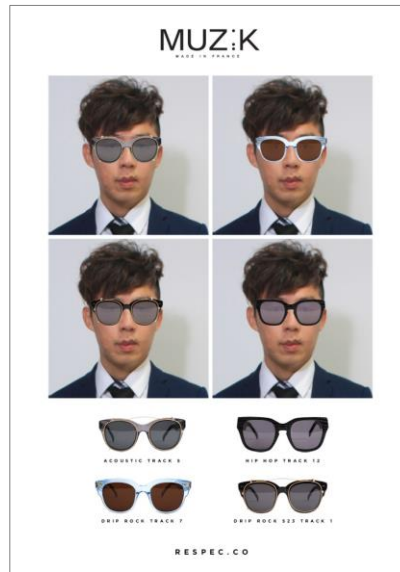 MUZIK
MADE IN FRANCE
ACOUSTIC TRACK 5
HIP HOP TRACK 12
DRIP ROCK TRACK 7
DRIP ROCK S23 TRACK 1
RESPEC.CO